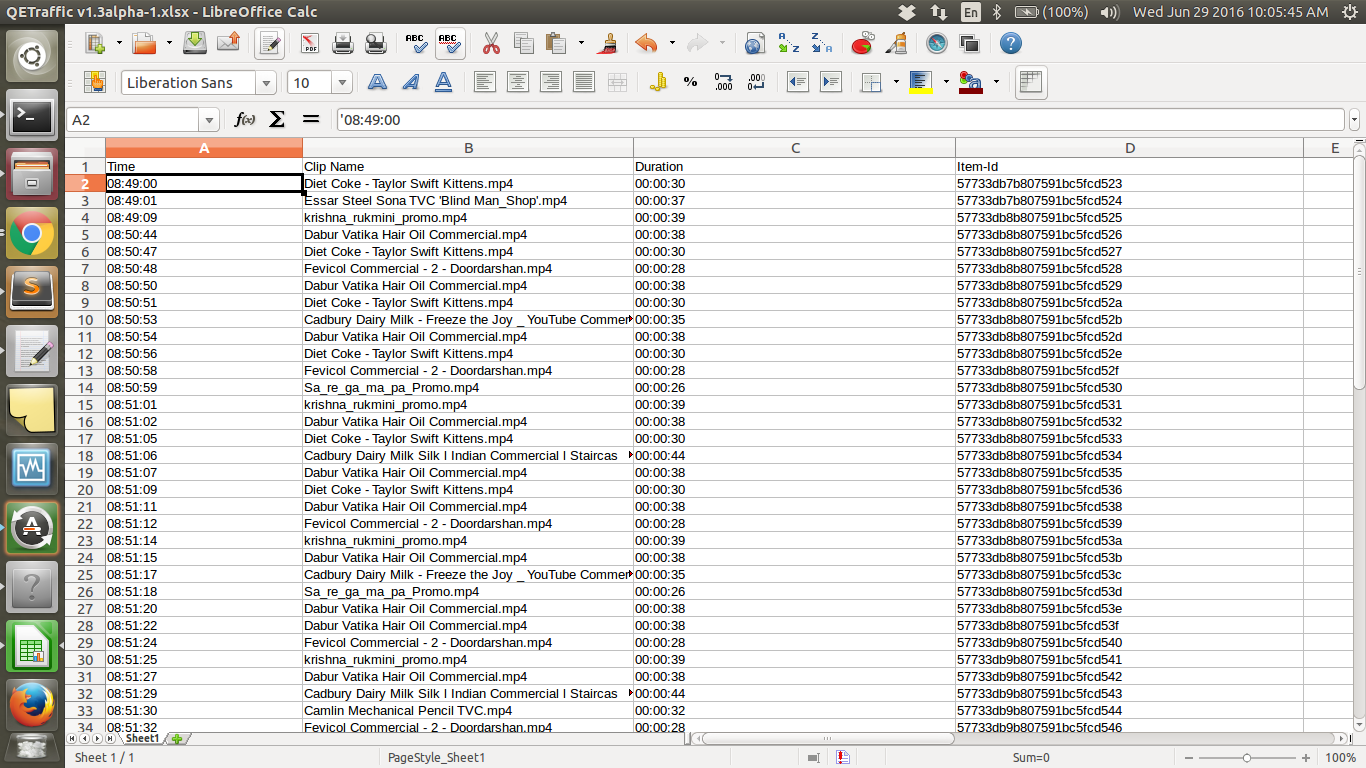 QETraffic v1.3alpha-1.xlsx - LibreOffice Calc En (100%) Wed Jun 29 2016 10:05:45 AM
ABC ABC A Z Z A
Liberation Sans 10 A A A % 0.00 .000 .000 0.00
A2 f(x) Σ = '08:49:00
A B C D E
1 Time Clip Name Duration Item-Id
2 08:49:00 Diet Coke - Taylor Swift Kittens.mp4 00:00:30 57733db7b807591bc5fcd523
3 08:49:01 Essar Steel Sona TVC 'Blind Man_Shop'.mp4 00:00:37 57733db7b807591bc5fcd524
4 08:49:09 krishna_rukmini_promo.mp4 00:00:39 57733db8b807591bc5fcd525
5 08:50:44 Dabur Vatika Hair Oil Commercial.mp4 00:00:38 57733db8b807591bc5fcd526
6 08:50:47 Diet Coke - Taylor Swift Kittens.mp4 00:00:30 57733db8b807591bc5fcd527
7 08:50:48 Fevicol Commercial - 2 - Doordarshan.mp4 00:00:28 57733db8b807591bc5fcd528
8 08:50:50 Dabur Vatika Hair Oil Commercial.mp4 00:00:38 57733db8b807591bc5fcd529
9 08:50:51 Diet Coke - Taylor Swift Kittens.mp4 00:00:30 57733db8b807591bc5fcd52a
10 08:50:53 Cadbury Dairy Milk - Freeze the Joy _ YouTube Commer 00:00:35 57733db8b807591bc5fcd52b
11 08:50:54 Dabur Vatika Hair Oil Commercial.mp4 00:00:38 57733db8b807591bc5fcd52d
12 08:50:56 Diet Coke - Taylor Swift Kittens.mp4 00:00:30 57733db8b807591bc5fcd52e
13 08:50:58 Fevicol Commercial - 2 - Doordarshan.mp4 00:00:28 57733db8b807591bc5fcd52f
14 08:50:59 Sa_re_ga_ma_pa_Promo.mp4 00:00:26 57733db8b807591bc5fcd530
15 08:51:01 krishna_rukmini_promo.mp4 00:00:39 57733db8b807591bc5fcd531
16 08:51:02 Dabur Vatika Hair Oil Commercial.mp4 00:00:38 57733db8b807591bc5fcd532
17 08:51:05 Diet Coke - Taylor Swift Kittens.mp4 00:00:30 57733db8b807591bc5fcd533
18 08:51:06 Cadbury Dairy Milk Silk I Indian Commercial I Staircas 00:00:44 57733db8b807591bc5fcd534
19 08:51:07 Dabur Vatika Hair Oil Commercial.mp4 00:00:38 57733db8b807591bc5fcd535
20 08:51:09 Diet Coke - Taylor Swift Kittens.mp4 00:00:30 57733db8b807591bc5fcd536
21 08:51:11 Dabur Vatika Hair Oil Commercial.mp4 00:00:38 57733db8b807591bc5fcd538
22 08:51:12 Fevicol Commercial - 2 - Doordarshan.mp4 00:00:28 57733db8b807591bc5fcd539
23 08:51:14 krishna_rukmini_promo.mp4 00:00:39 57733db8b807591bc5fcd53a
24 08:51:15 Dabur Vatika Hair Oil Commercial.mp4 00:00:38 57733db8b807591bc5fcd53b
25 08:51:17 Cadbury Dairy Milk - Freeze the Joy _ YouTube Commer 00:00:35 57733db8b807591bc5fcd53c
26 08:51:18 Sa_re_ga_ma_pa_Promo.mp4 00:00:26 57733db8b807591bc5fcd53d
27 08:51:20 Dabur Vatika Hair Oil Commercial.mp4 00:00:38 57733db8b807591bc5fcd53e
28 08:51:22 Dabur Vatika Hair Oil Commercial.mp4 00:00:38 57733db8b807591bc5fcd53f
29 08:51:24 Fevicol Commercial - 2 - Doordarshan.mp4 00:00:28 57733db9b807591bc5fcd540
30 08:51:25 krishna_rukmini_promo.mp4 00:00:39 57733db9b807591bc5fcd541
31 08:51:27 Dabur Vatika Hair Oil Commercial.mp4 00:00:38 57733db9b807591bc5fcd542
32 08:51:29 Cadbury Dairy Milk Silk I Indian Commercial I Staircas 00:00:44 57733db9b807591bc5fcd543
33 08:51:30 Camlin Mechanical Pencil TVC.mp4 00:00:32 57733db9b807591bc5fcd544
34 08:51:32 Fevicol Commercial - 2 - Doordarshan.mp4 00:00:28 57733db9b807591bc5fcd546
Sheet1
Sheet 1 / 1 PageStyle_Sheet1 Sum=0 100%